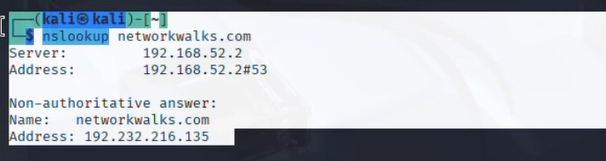 ┌──(kali㉿kali)-[~]
└─$ nslookup networkwalks.com
Server:         192.168.52.2
Address:        192.168.52.2#53

Non-authoritative answer:
Name:   networkwalks.com
Address: 192.232.216.135